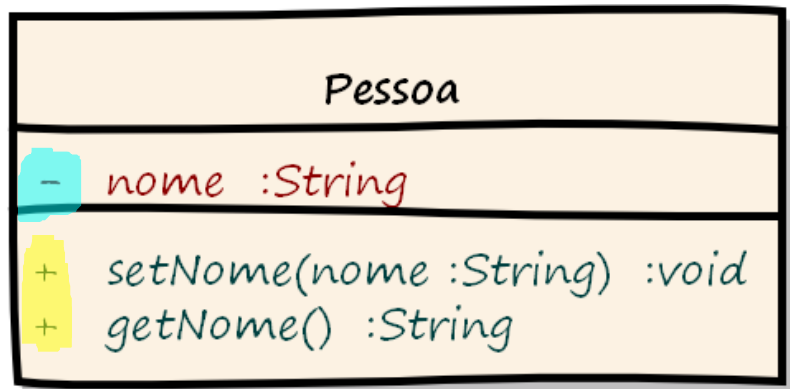 Pessoa
- nome :String
+ setNome(nome :String) :void
+ getNome() :String